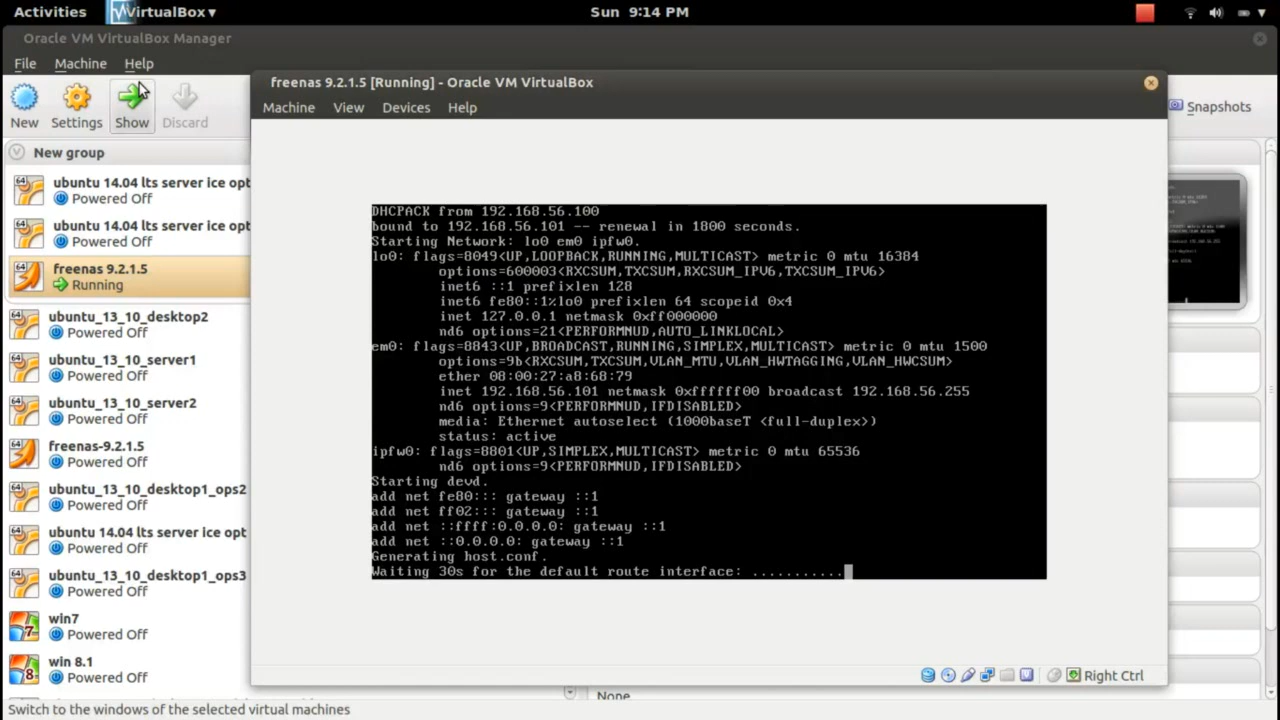 Activities
VirtualBox ▾
Sun 9:14 PM
Oracle VM VirtualBox Manager
File Machine Help
New Settings Show Discard
Snapshots
New group
64 ubuntu 14.04 lts server ice opt
Powered Off
64 ubuntu 14.04 lts server ice opt
Powered Off
64 freenas 9.2.1.5
Running
64 ubuntu_13_10_desktop2
Powered Off
64 ubuntu_13_10_server1
Powered Off
64 ubuntu_13_10_server2
Powered Off
64 freenas-9.2.1.5
Powered Off
64 ubuntu_13_10_desktop1_ops2
Powered Off
64 ubuntu 14.04 lts server ice opt
Powered Off
64 ubuntu_13_10_desktop1_ops3
Powered Off
7 win7
Powered Off
64 8 win 8.1
Powered Off
freenas 9.2.1.5 [Running] - Oracle VM VirtualBox
Machine View Devices Help
DHCPACK from 192.168.56.100
bound to 192.168.56.101 -- renewal in 1800 seconds.
Starting Network: lo0 em0 ipfw0.
lo0: flags=8049<UP,LOOPBACK,RUNNING,MULTICAST> metric 0 mtu 16384
options=600003<RXCSUM,TXCSUM,RXCSUM_IPV6,TXCSUM_IPV6>
inet6 ::1 prefixlen 128
inet6 fe80::1%lo0 prefixlen 64 scopeid 0x4
inet 127.0.0.1 netmask 0xff000000
nd6 options=21<PERFORMNUD,AUTO_LINKLOCAL>
em0: flags=8843<UP,BROADCAST,RUNNING,SIMPLEX,MULTICAST> metric 0 mtu 1500
options=9b<RXCSUM,TXCSUM,VLAN_MTU,VLAN_HWTAGGING,VLAN_HWCSUM>
ether 08:00:27:a8:68:79
inet 192.168.56.101 netmask 0xffffff00 broadcast 192.168.56.255
nd6 options=9<PERFORMNUD,IFDISABLED>
media: Ethernet autoselect (1000baseT <full-duplex>)
status: active
ipfw0: flags=8801<UP,SIMPLEX,MULTICAST> metric 0 mtu 65536
nd6 options=9<PERFORMNUD,IFDISABLED>
Starting devd.
add net fe80::: gateway ::1
add net ff02::: gateway ::1
add net ::ffff:0.0.0.0: gateway ::1
add net ::0.0.0.0: gateway ::1
Generating host.conf.
Waiting 30s for the default route interface: ...........
Right Ctrl
None
Switch to the windows of the selected virtual machines